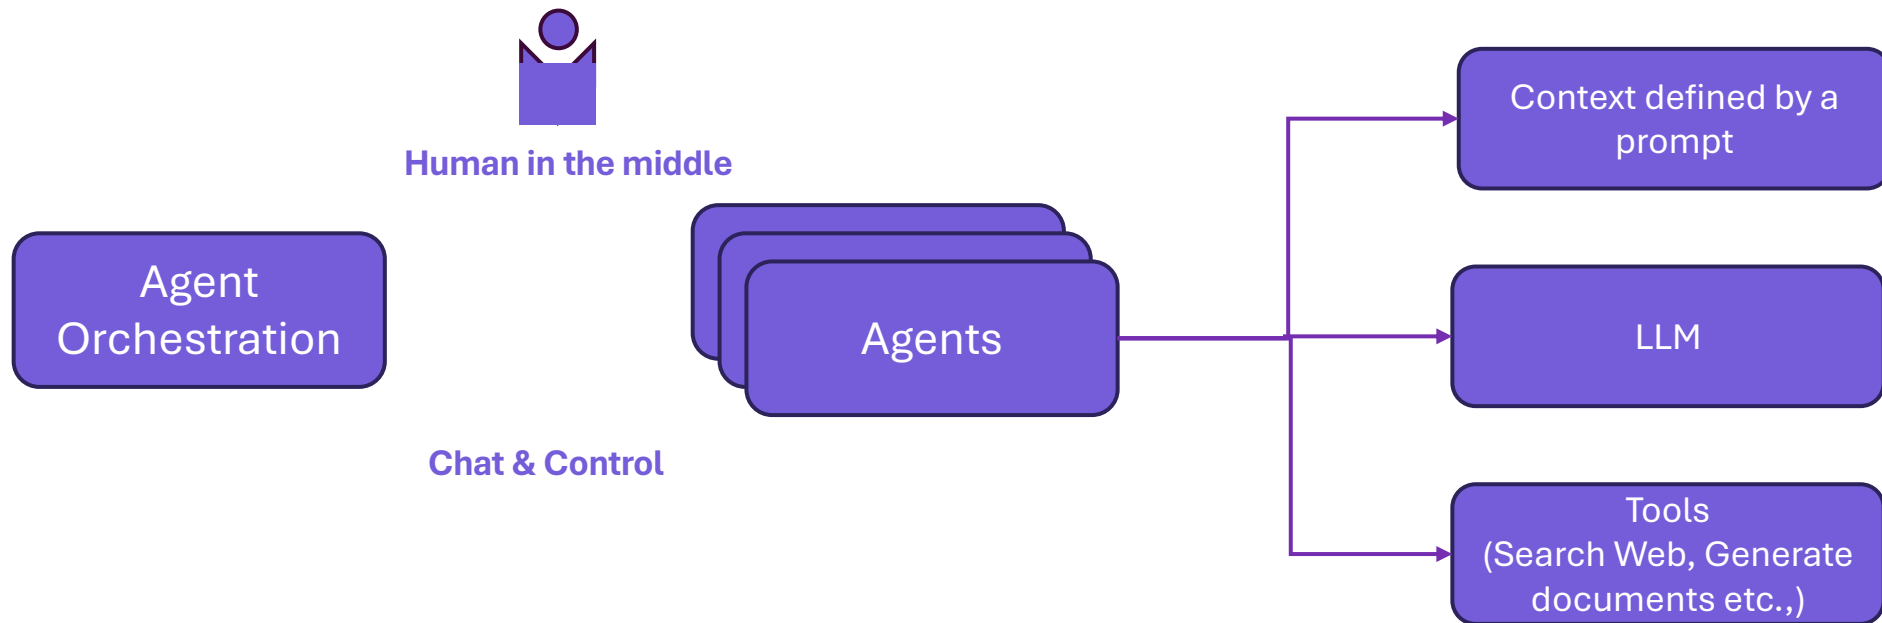 Human in the middle
Agent
Orchestration
Agents
Chat & Control
Context defined by a
prompt
LLM
Tools
(Search Web, Generate
documents etc.,)